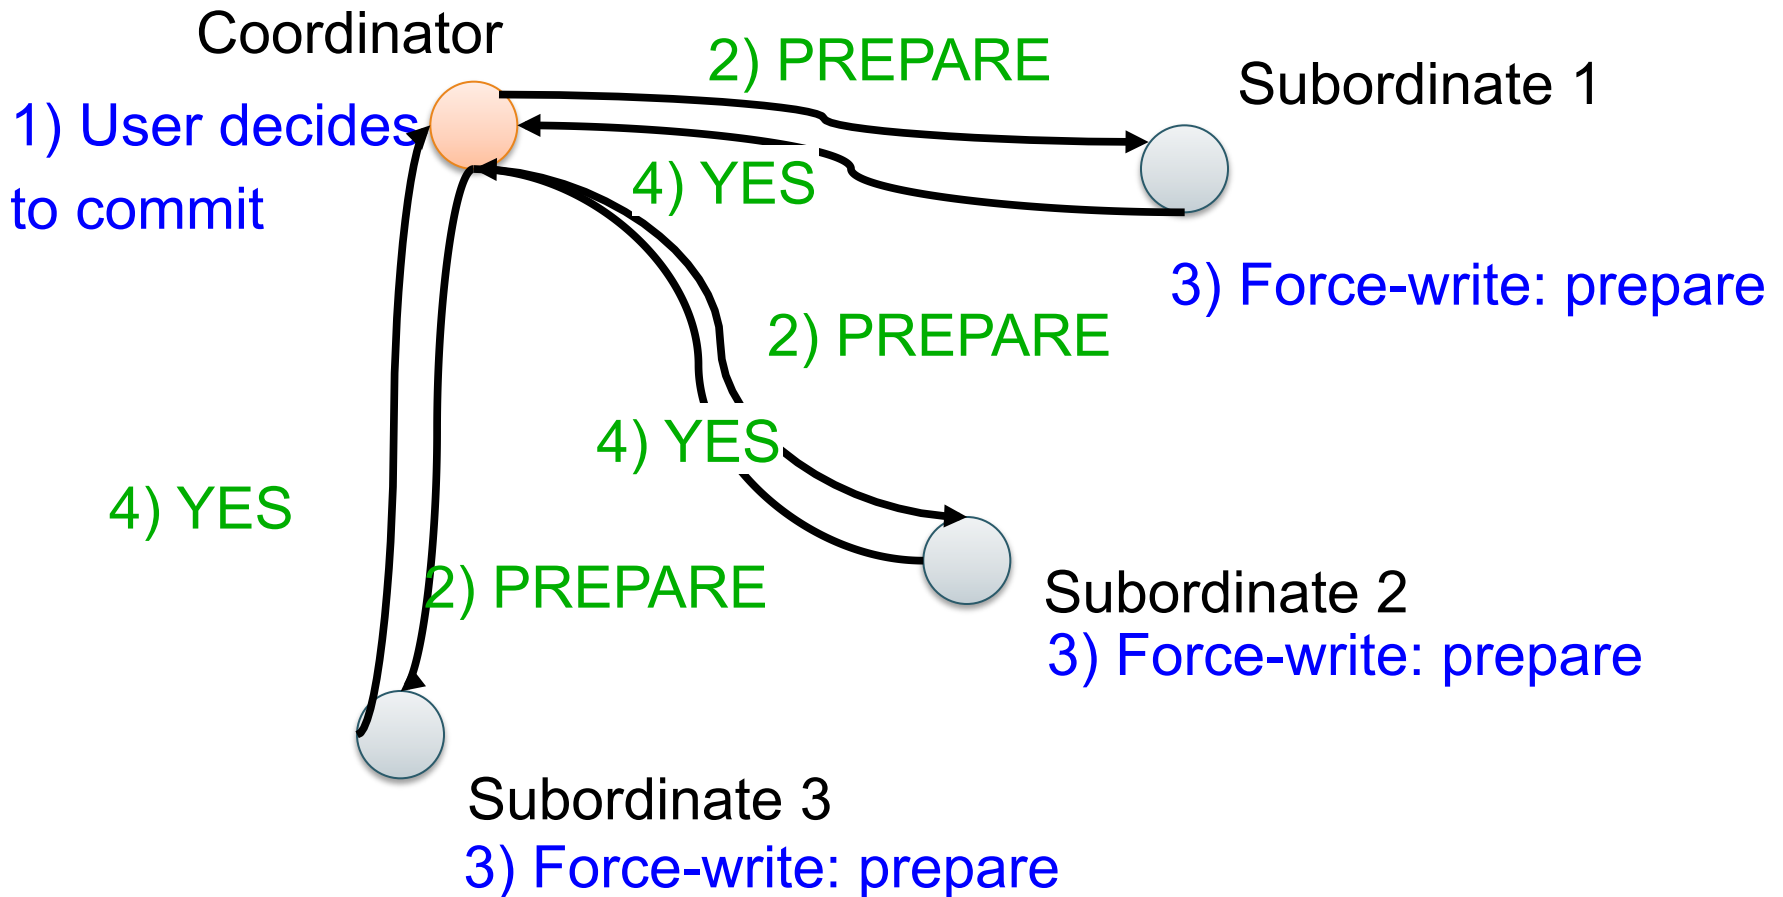 Coordinator
2) PREPARE
Subordinate 1
1) User decides
to commit
4) YES
3) Force-write: prepare
2) PREPARE
4) YES
4) YES
2) PREPARE
Subordinate 2
3) Force-write: prepare
Subordinate 3
3) Force-write: prepare